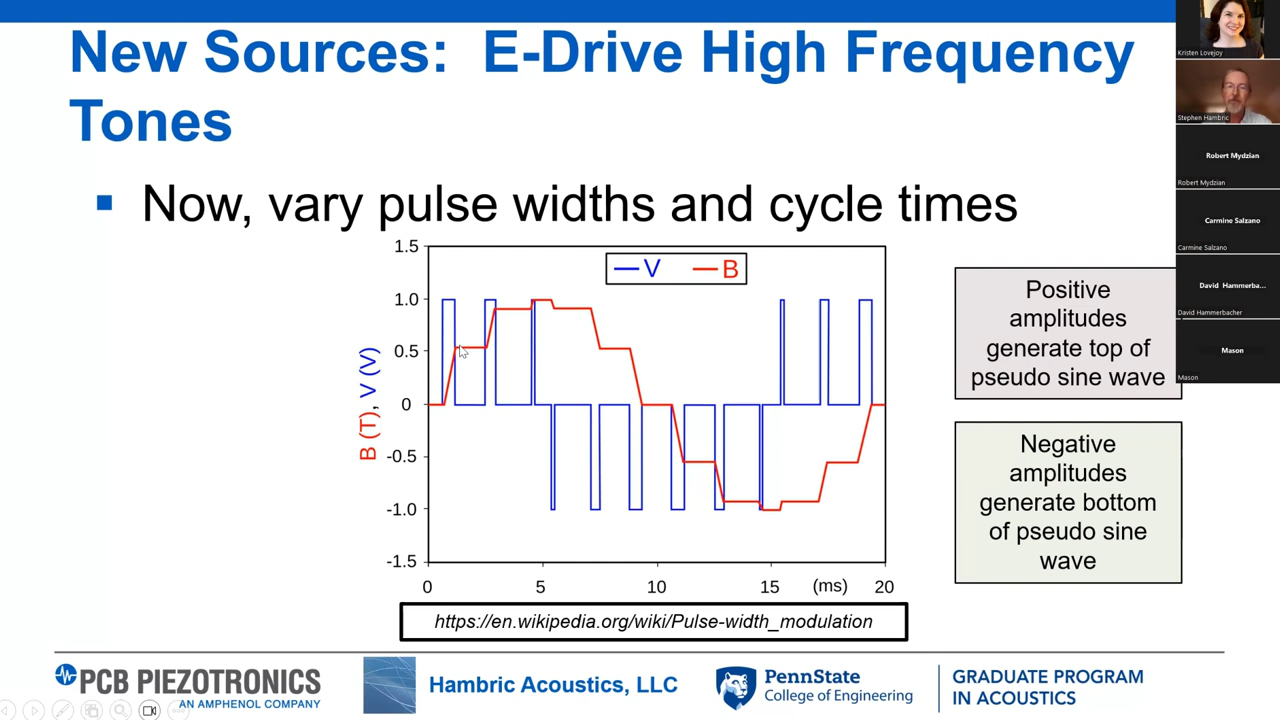 New Sources:  E-Drive High Frequency
Tones
Now, vary pulse widths and cycle times
1.5
1.0
0.5
0
-0.5
-1.0
-1.5
B (T), V (V)
V
B
0
5
10
15
(ms)
20
https://en.wikipedia.org/wiki/Pulse-width_modulation
Positive
amplitudes
generate top of
pseudo sine wave
Negative
amplitudes
generate bottom
of pseudo sine
wave
Kristen Lovejoy
Stephen Hambric
Robert Mydzian
Robert Mydzian
Carmine Salzano
Carmine Salzano
David Hammerba...
David Hammerbacher
Mason
Mason
PCB PIEZOTRONICS
AN AMPHENOL COMPANY
Hambric Acoustics, LLC
PennState
College of Engineering
GRADUATE PROGRAM
IN ACOUSTICS